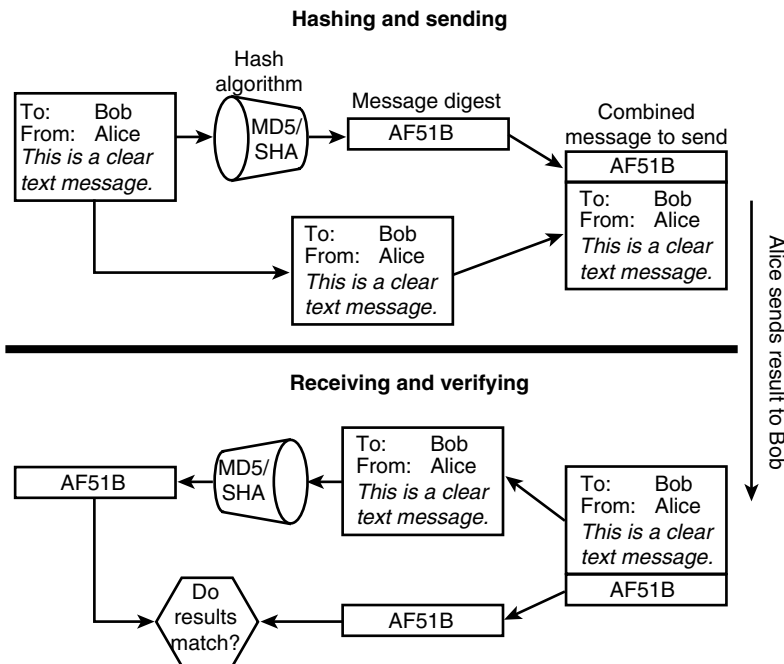 Hashing and sending
Hash
algorithm
To: Bob
From: Alice
This is a clear
text message.
MD5/
SHA
Message digest
AF51B
Combined
message to send
AF51B
To: Bob
From: Alice
This is a clear
text message.
To: Bob
From: Alice
This is a clear
text message.
Alice sends result to Bob
Receiving and verifying
AF51B
MD5/
SHA
To: Bob
From: Alice
This is a clear
text message.
To: Bob
From: Alice
This is a clear
text message.
AF51B
Do
results
match?
AF51B